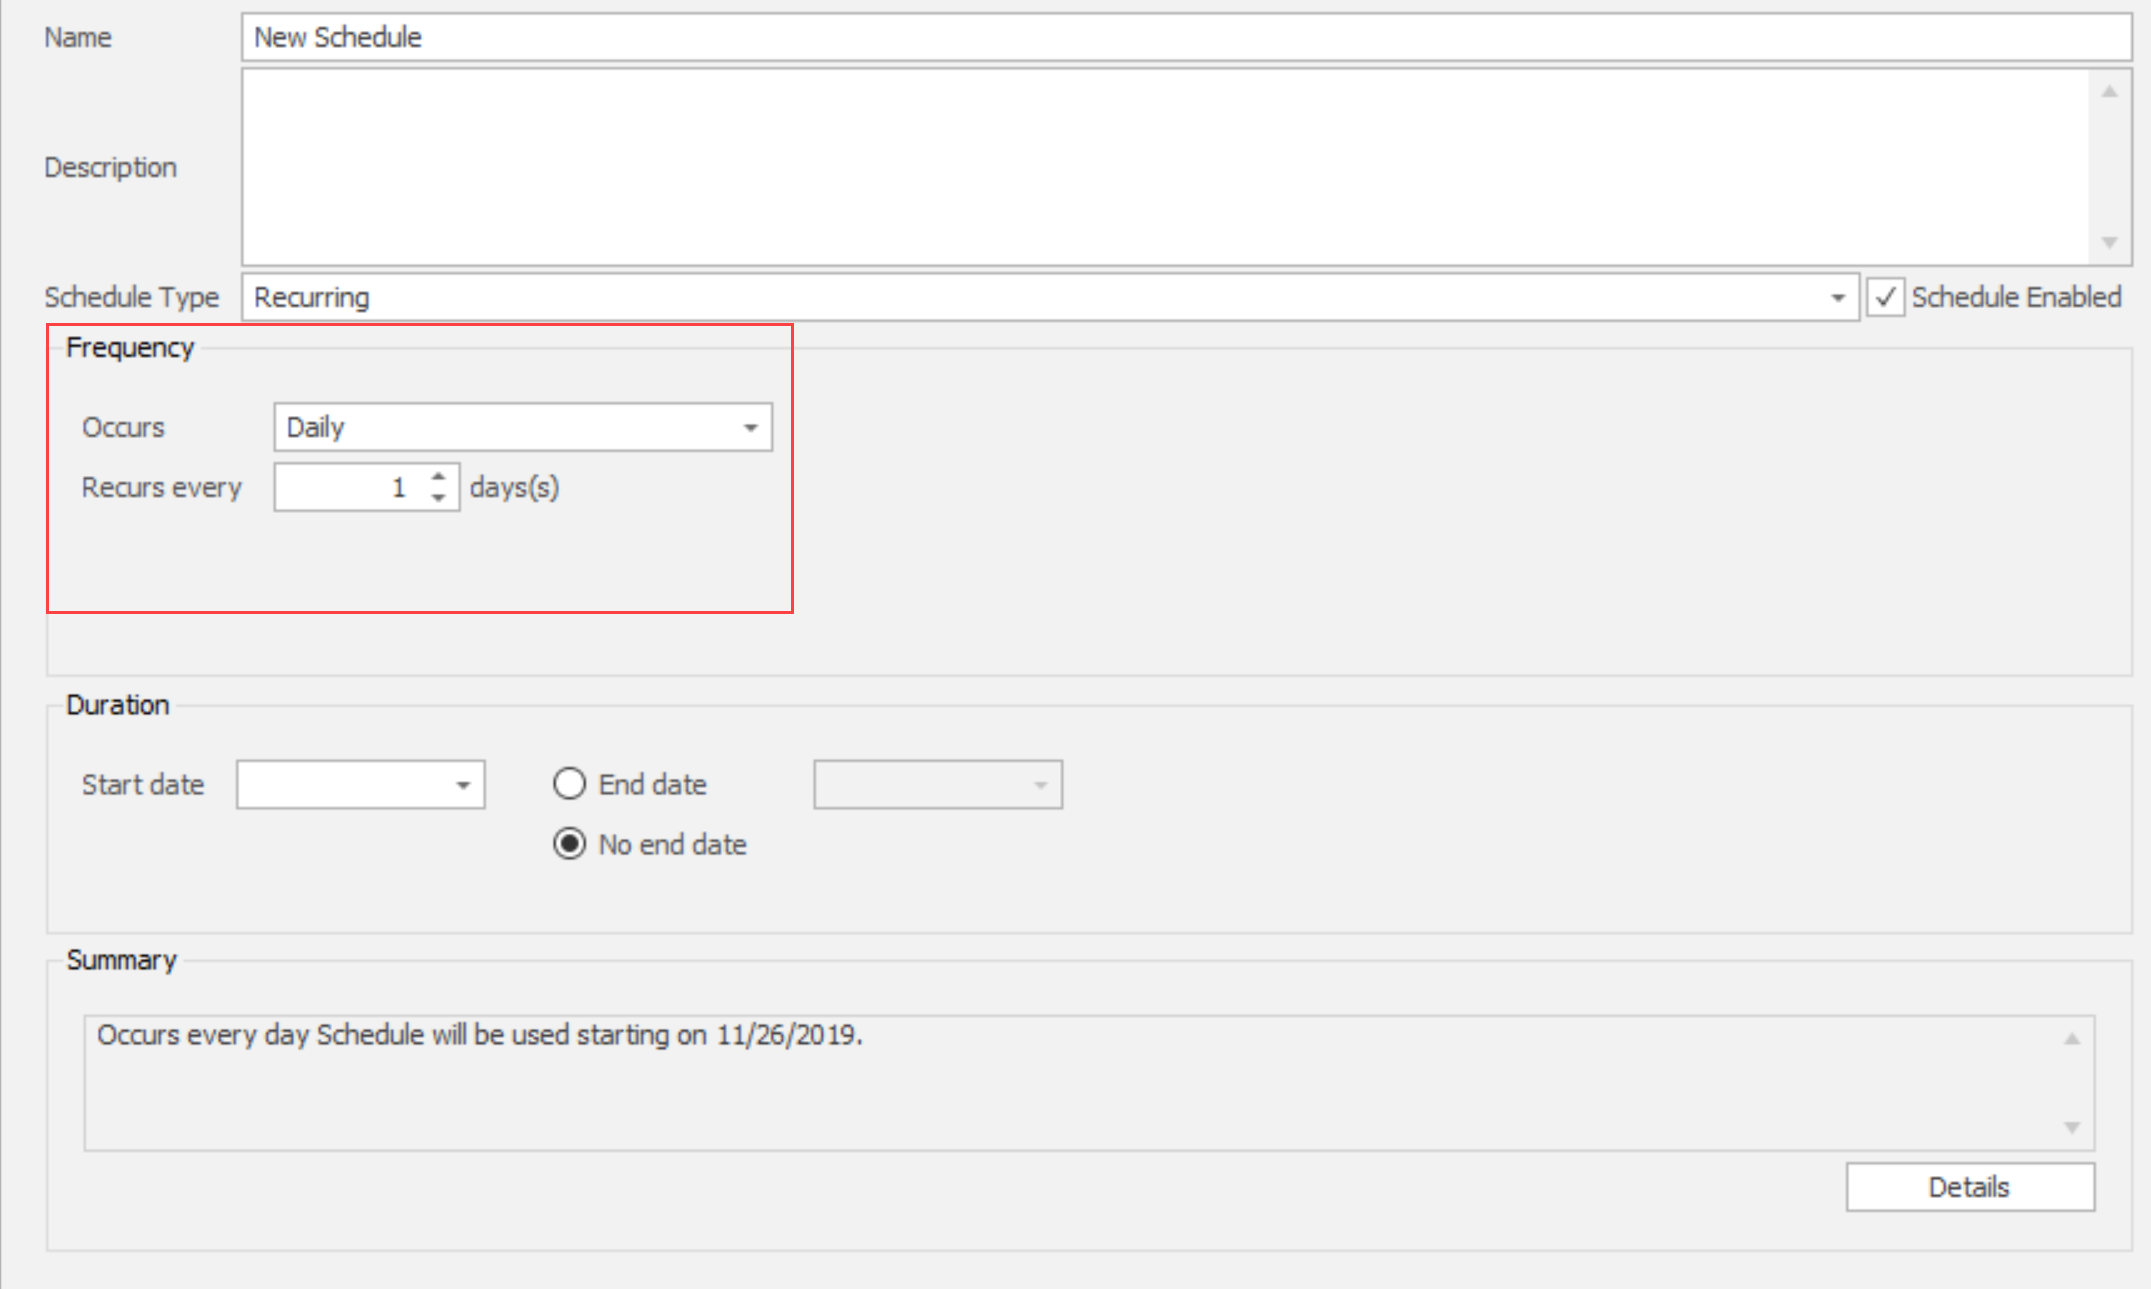 Name New Schedule
Description
Schedule Type Recurring Schedule Enabled
Frequency
Occurs Daily
Recurs every 1 days(s)
Duration
Start date End date
No end date
Summary
Occurs every day Schedule will be used starting on 11/26/2019.
Details